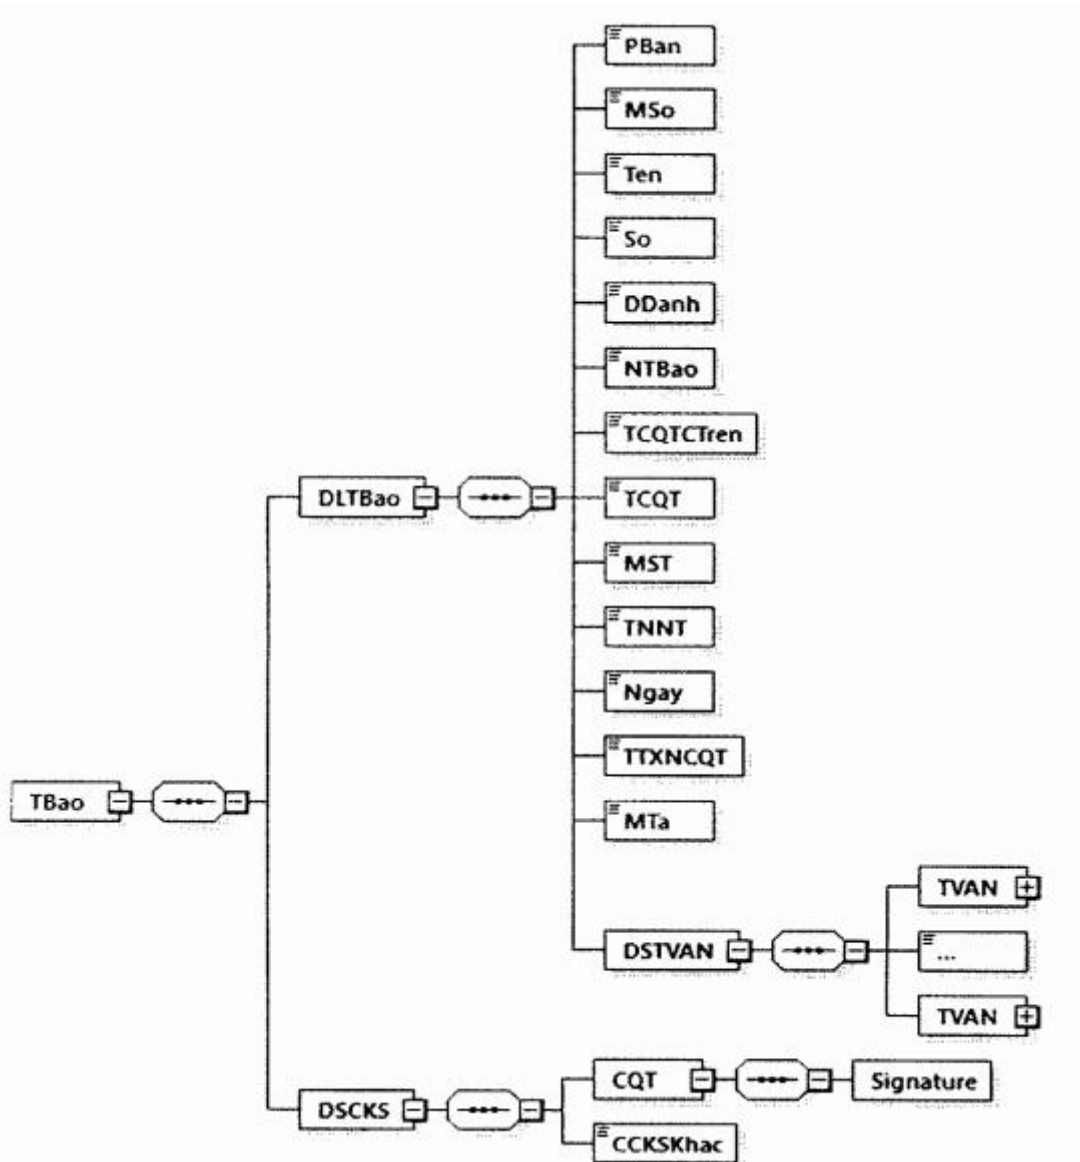 PBan
MSo
Ten
So
DDanh
NTBao
TCQTCTren
DLTBao
TCQT
MST
TNNT
Ngay
TTXNCQT
TBao
MTa
TVAN
DSTVAN
...
TVAN
CQT
Signature
DSCKS
CCKSKhac